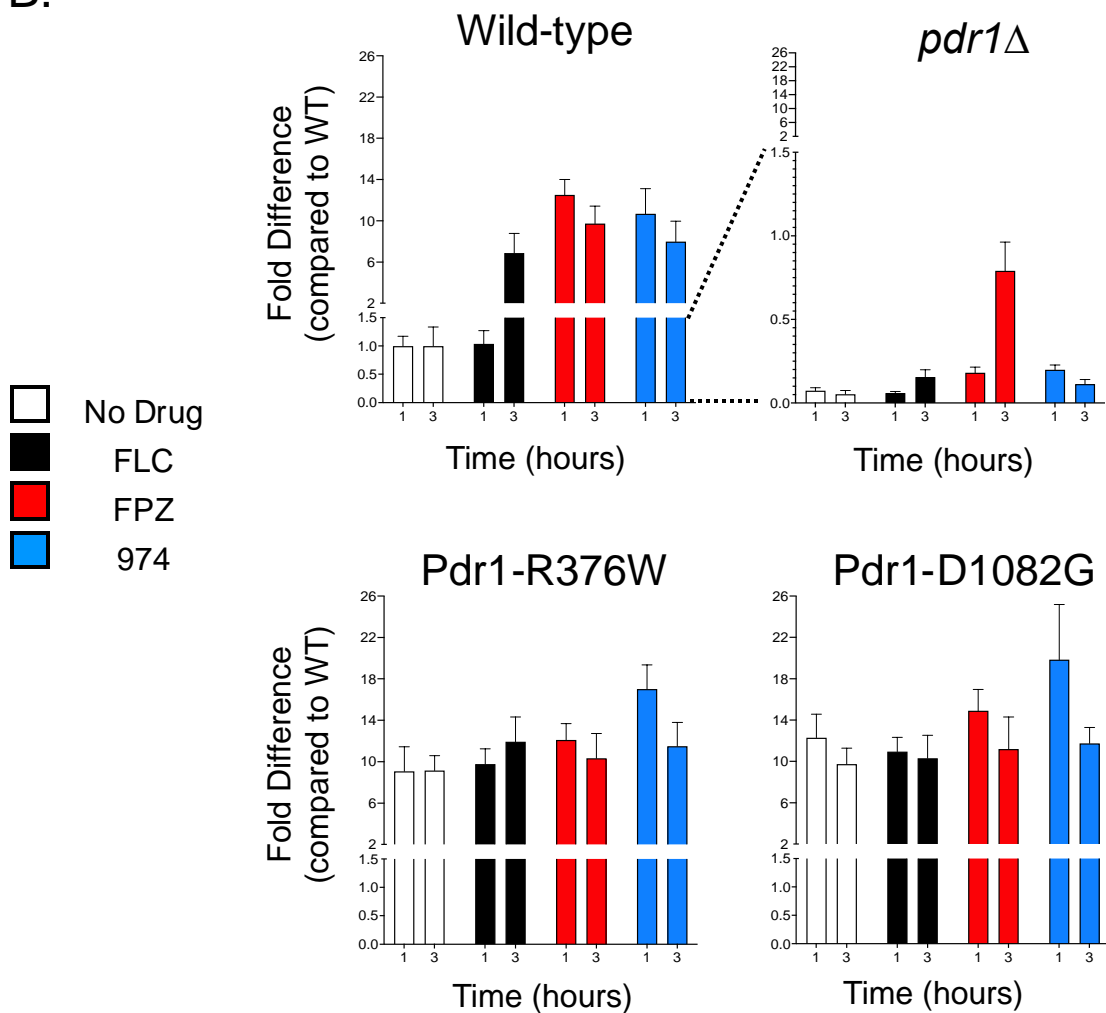 B.
Wild-type
pdr1Δ
Fold Difference
(compared to WT)
26
22
18
14
10
6
2
1.5
1.0
0.5
0.0
1 3 1 3 1 3 1 3
Time (hours)
26
22
18
14
10
6
2
1.5
1.0
0.5
0.0
1 3 1 3 1 3 1 3
Time (hours)
No Drug
FLC
FPZ
974
Pdr1-R376W
Pdr1-D1082G
Fold Difference
(compared to WT)
26
22
18
14
10
6
2
1.5
1.0
0.5
0.0
1 3 1 3 1 3 1 3
Time (hours)
26
22
18
14
10
6
2
1.5
1.0
0.5
0.0
1 3 1 3 1 3 1 3
Time (hours)